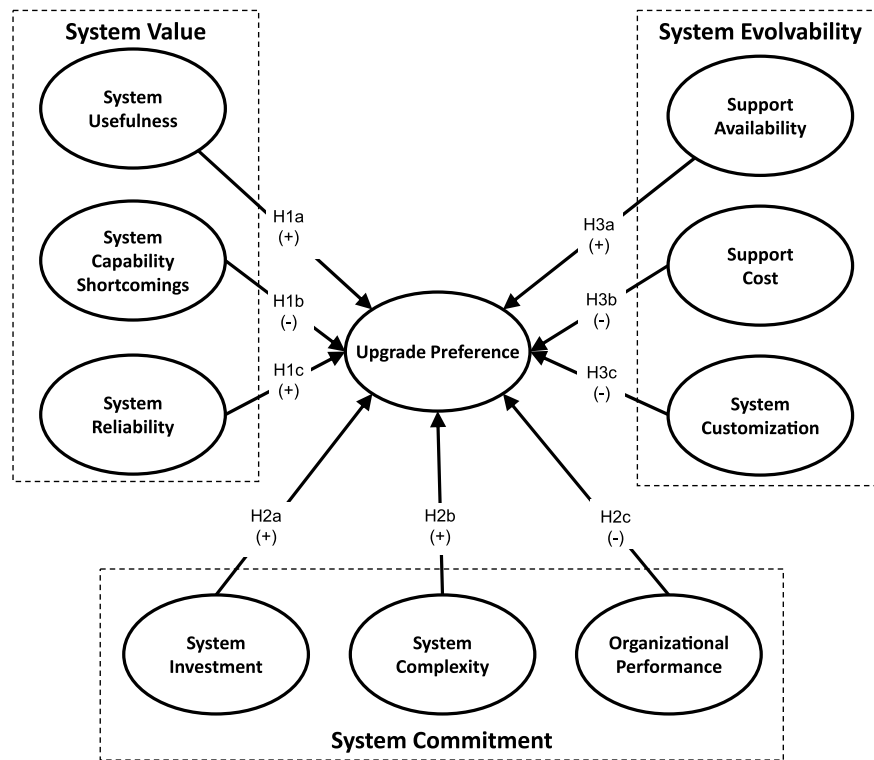 System Value
System
Usefulness
System
Capability
Shortcomings
System
Reliability
H1a
(+)
H1b
(-)
H1c
(+)
Upgrade Preference
System Evolvability
Support
Availability
Support
Cost
System
Customization
H3a
(+)
H3b
(-)
H3c
(-)
H2a
(+)
H2b
(+)
H2c
(-)
System
Investment
System
Complexity
Organizational
Performance
System Commitment